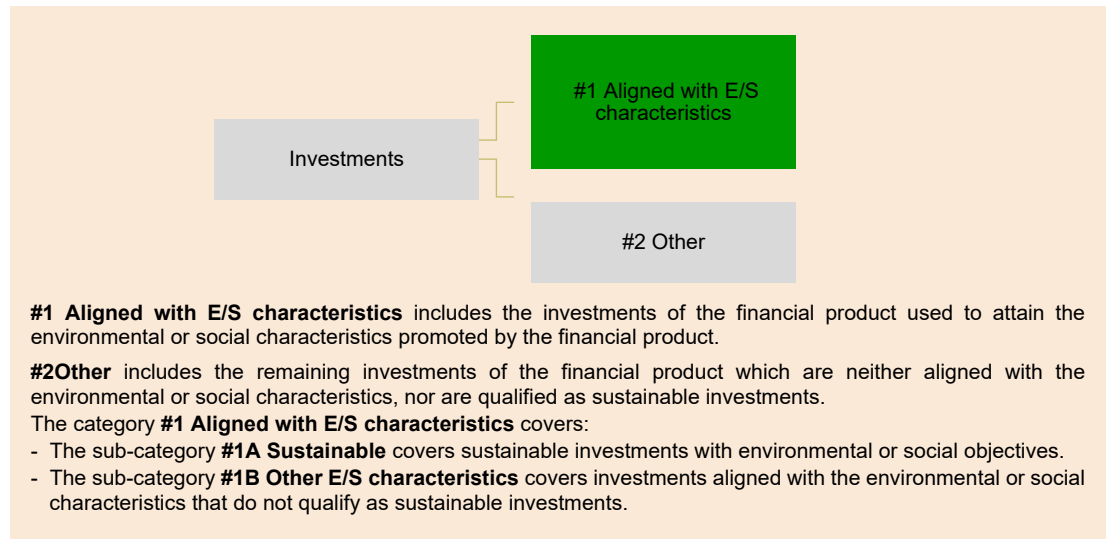 #1 Aligned with E/S
characteristics
Investments
#2 Other
#1 Aligned with E/S characteristics includes the investments of the financial product used to attain the
environmental or social characteristics promoted by the financial product.
#2Other includes the remaining investments of the financial product which are neither aligned with the
environmental or social characteristics, nor are qualified as sustainable investments.
The category #1 Aligned with E/S characteristics covers:
- The sub-category #1A Sustainable covers sustainable investments with environmental or social objectives.
- The sub-category #1B Other E/S characteristics covers investments aligned with the environmental or social
characteristics that do not qualify as sustainable investments.